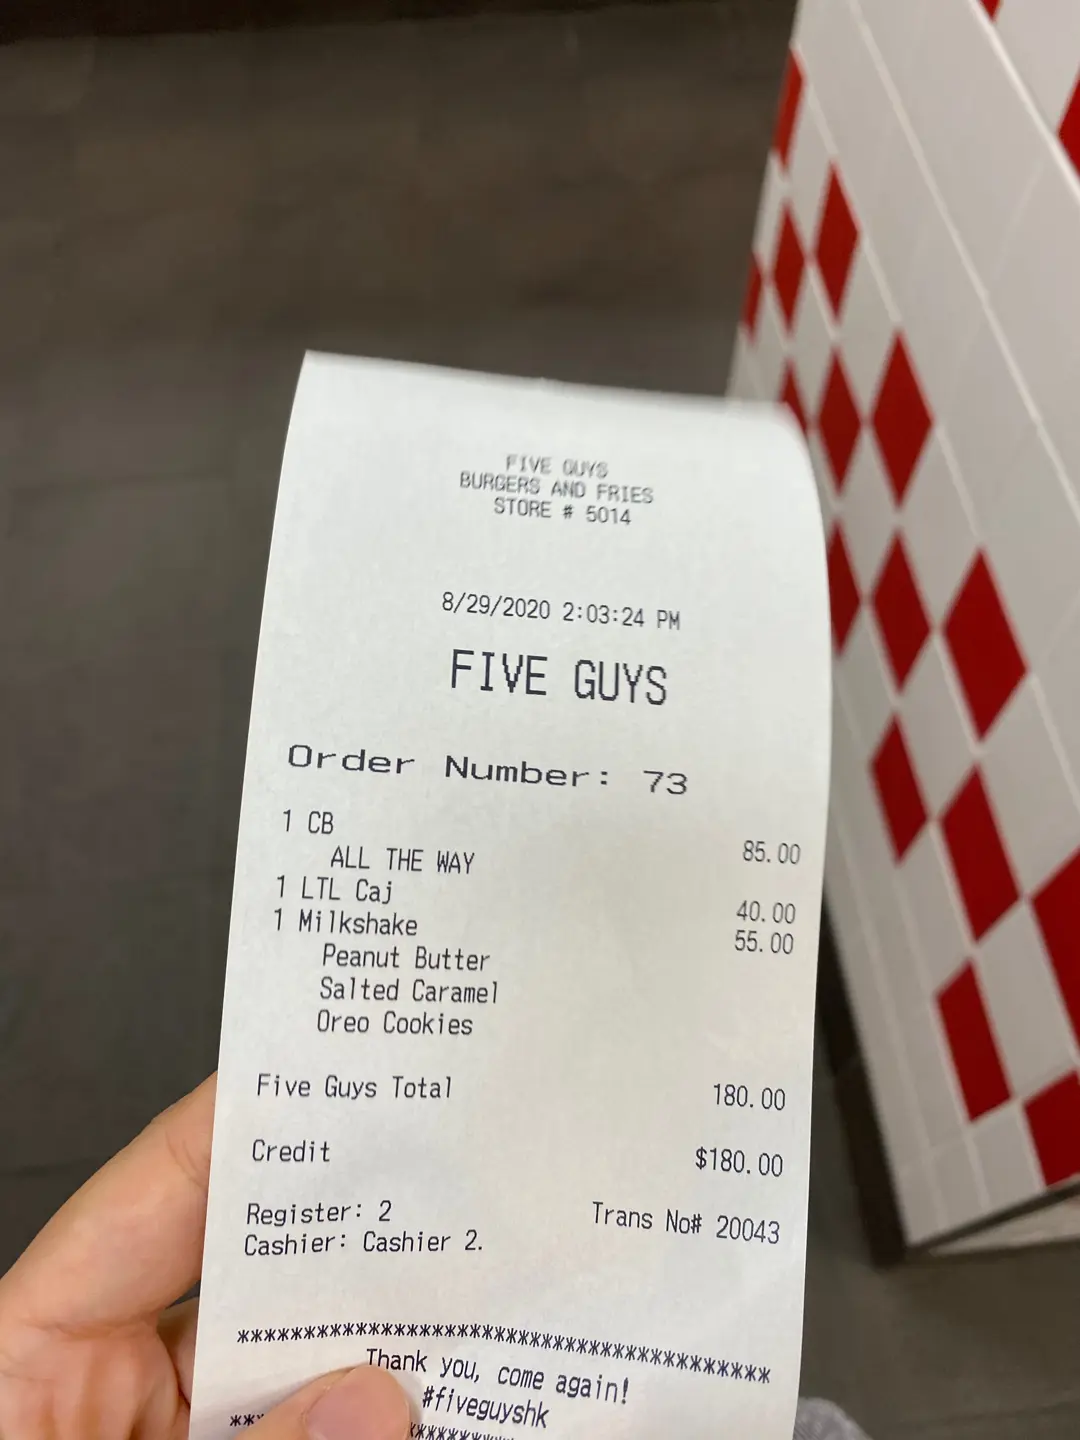 FIVE GUYS
BURGERS AND FRIES
STORE # 5014
8/29/2020 2:03:24 PM
FIVE GUYS
Order Number: 73
1 CB 85.00
ALL THE WAY
1 LTL Caj 40.00
1 Milkshake 55.00
Peanut Butter
Salted Caramel
Oreo Cookies
Five Guys Total 180.00
Credit $180.00
Register: 2 Trans No# 20043
Cashier: Cashier 2.
*****************************************
Thank you, come again!
#fiveguyshk